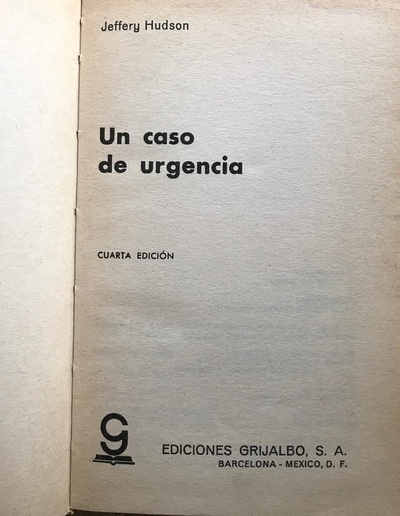 Jeffery Hudson
Un caso
de urgencia
CUARTA EDICIÓN
g
EDICIONES GRIJALBO, S. A.
BARCELONA - MEXICO, D. F.